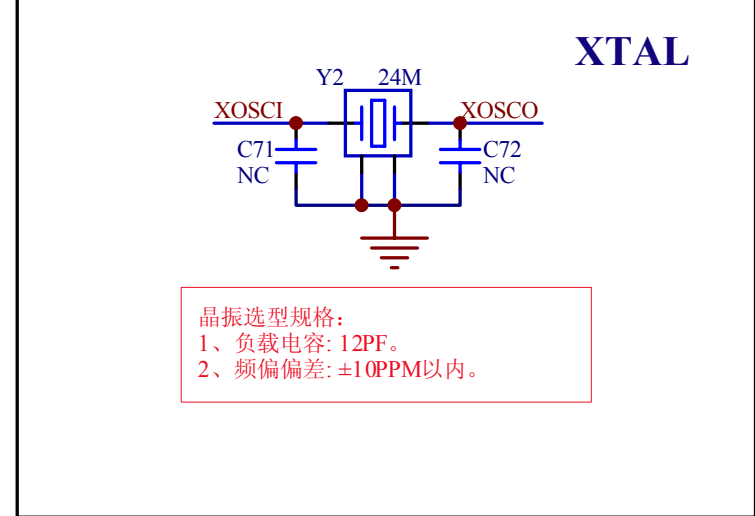 XTAL
Y2 24M
XOSCI XOSCO
C71 C72
NC NC
晶振选型规格：
1、负载电容: 12PF。
2、频偏偏差: ±10PPM以内。